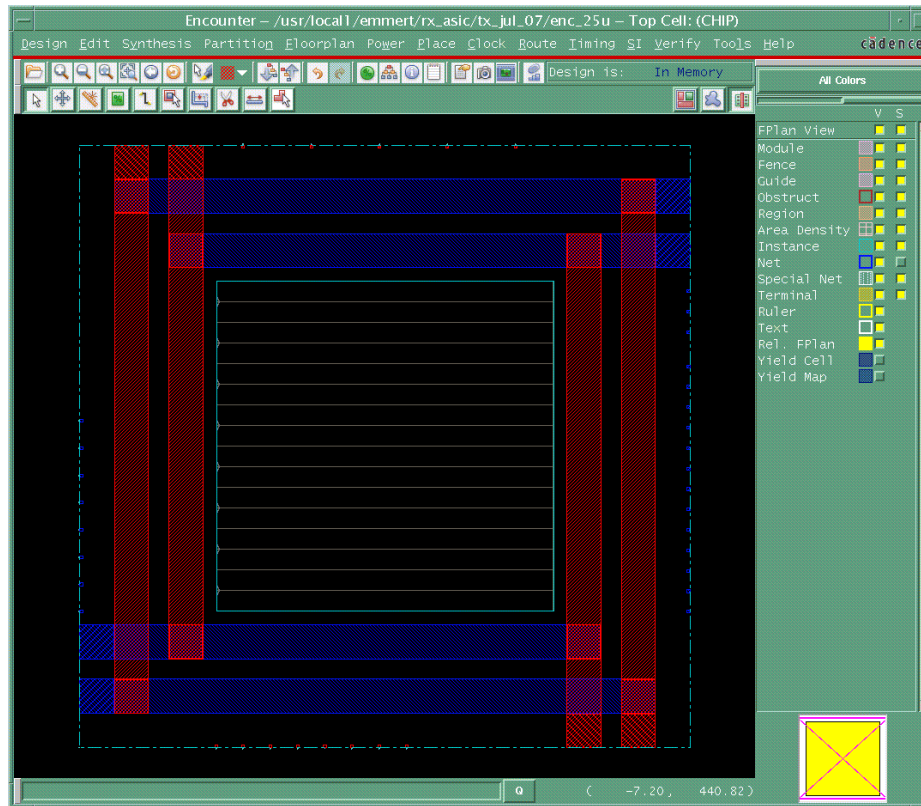 Encounter – /usr/local1/emmert/rx_asic/tx_jul_07/enc_25u – Top Cell: (CHIP)
Design Edit Synthesis Partition Floorplan Power Place Clock Route Timing SI Verify Tools Help cādence
Design is: In Memory
All Colors
V S
FPlan View
Module
Fence
Guide
Obstruct
Region
Area Density
Instance
Net
Special Net
Terminal
Ruler
Text
Rel. FPlan
Yield Cell
Yield Map
Q ( -7.20, 440.82)